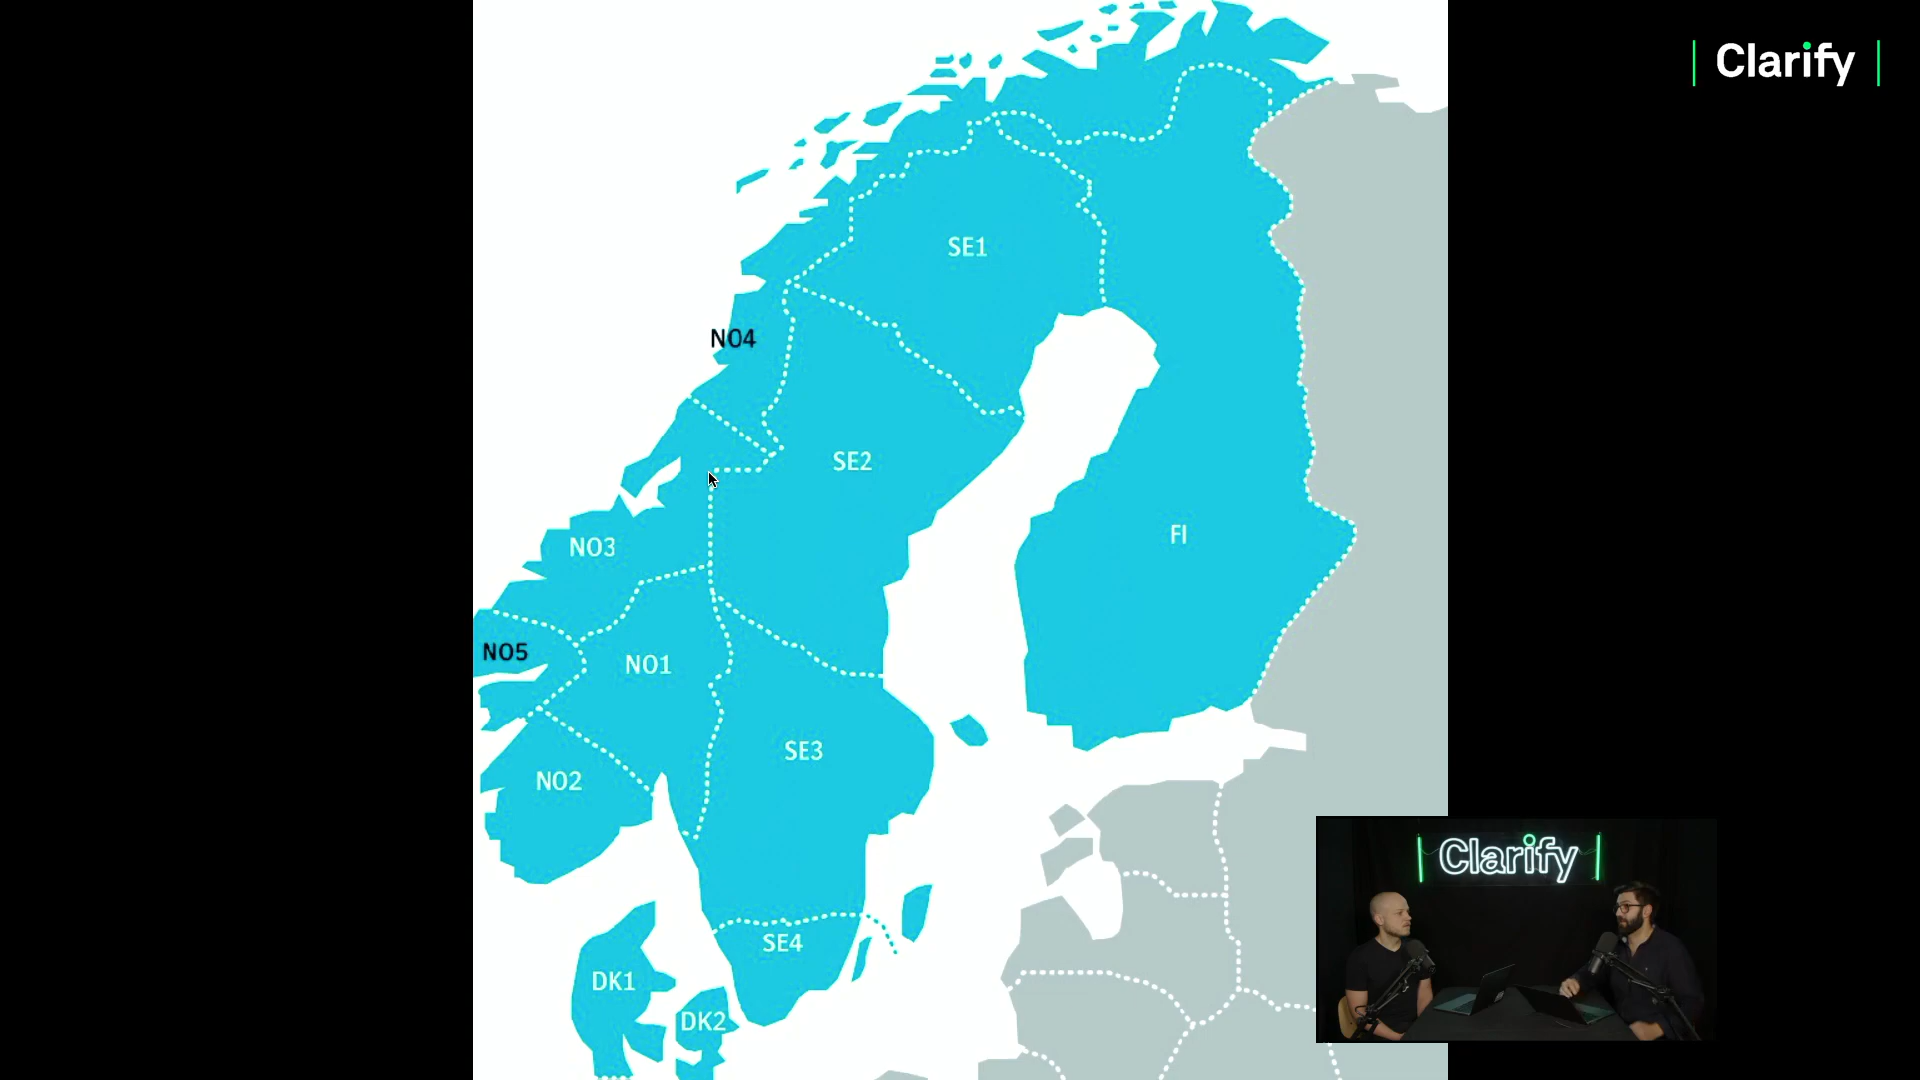 | Clarify |
SE1
NO4
SE2
FI
NO3
NO5
NO1
SE3
NO2
SE4
DK1
DK2
| Clarify |